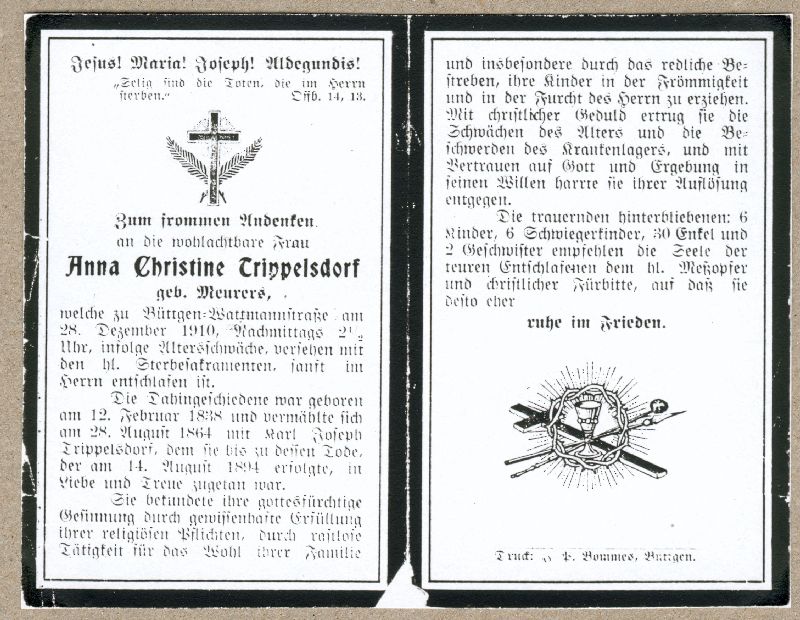 Jesus! Maria! Joseph! Aldegundis!
„Selig sind die Toten, die im Herrn
sterben.“ Offb. 14, 13.
Zum frommen Andenken
an die wohlachtbare Frau
Anna Christine Trippelsdorf
geb. Meurers,
welche zu Büttgen-Wattmannstraße am
28. Dezember 1910, Nachmittags 2½
Uhr, infolge Altersschwäche, versehen mit
den hl. Sterbesakramenten, sanft im
Herrn entschlafen ist.
Die Dahingeschiedene war geboren
am 12. Februar 1838 und vermählte sich
am 28. August 1864 mit Karl Joseph
Trippelsdorf, dem sie bis zu dessen Tode,
der am 14. August 1894 erfolgte, in
Liebe und Treue zugetan war.
Sie bekundete ihre gottesfürchtige
Gesinnung durch gewissenhafte Erfüllung
ihrer religiösen Pflichten, durch rastlose
Tätigkeit für das Wohl ihrer Familie
und insbesondere durch das redliche Be-
streben, ihre Kinder in der Frömmigkeit
und in der Furcht des Herrn zu erziehen.
Mit christlicher Geduld ertrug sie die
Schwächen des Alters und die Be-
schwerden des Krankenlagers, und mit
Vertrauen auf Gott und Ergebung in
seinen Willen harrte sie ihrer Auflösung
entgegen.
Die trauernden Hinterbliebenen: 6
Kinder, 6 Schwiegerkinder, 30 Enkel und
2 Geschwister empfehlen die Seele der
teuren Entschlafenen dem hl. Meßopfer
und christlicher Fürbitte, auf daß sie
desto eher
ruhe im Frieden.
Druck: J. P. Bommes, Büttgen.